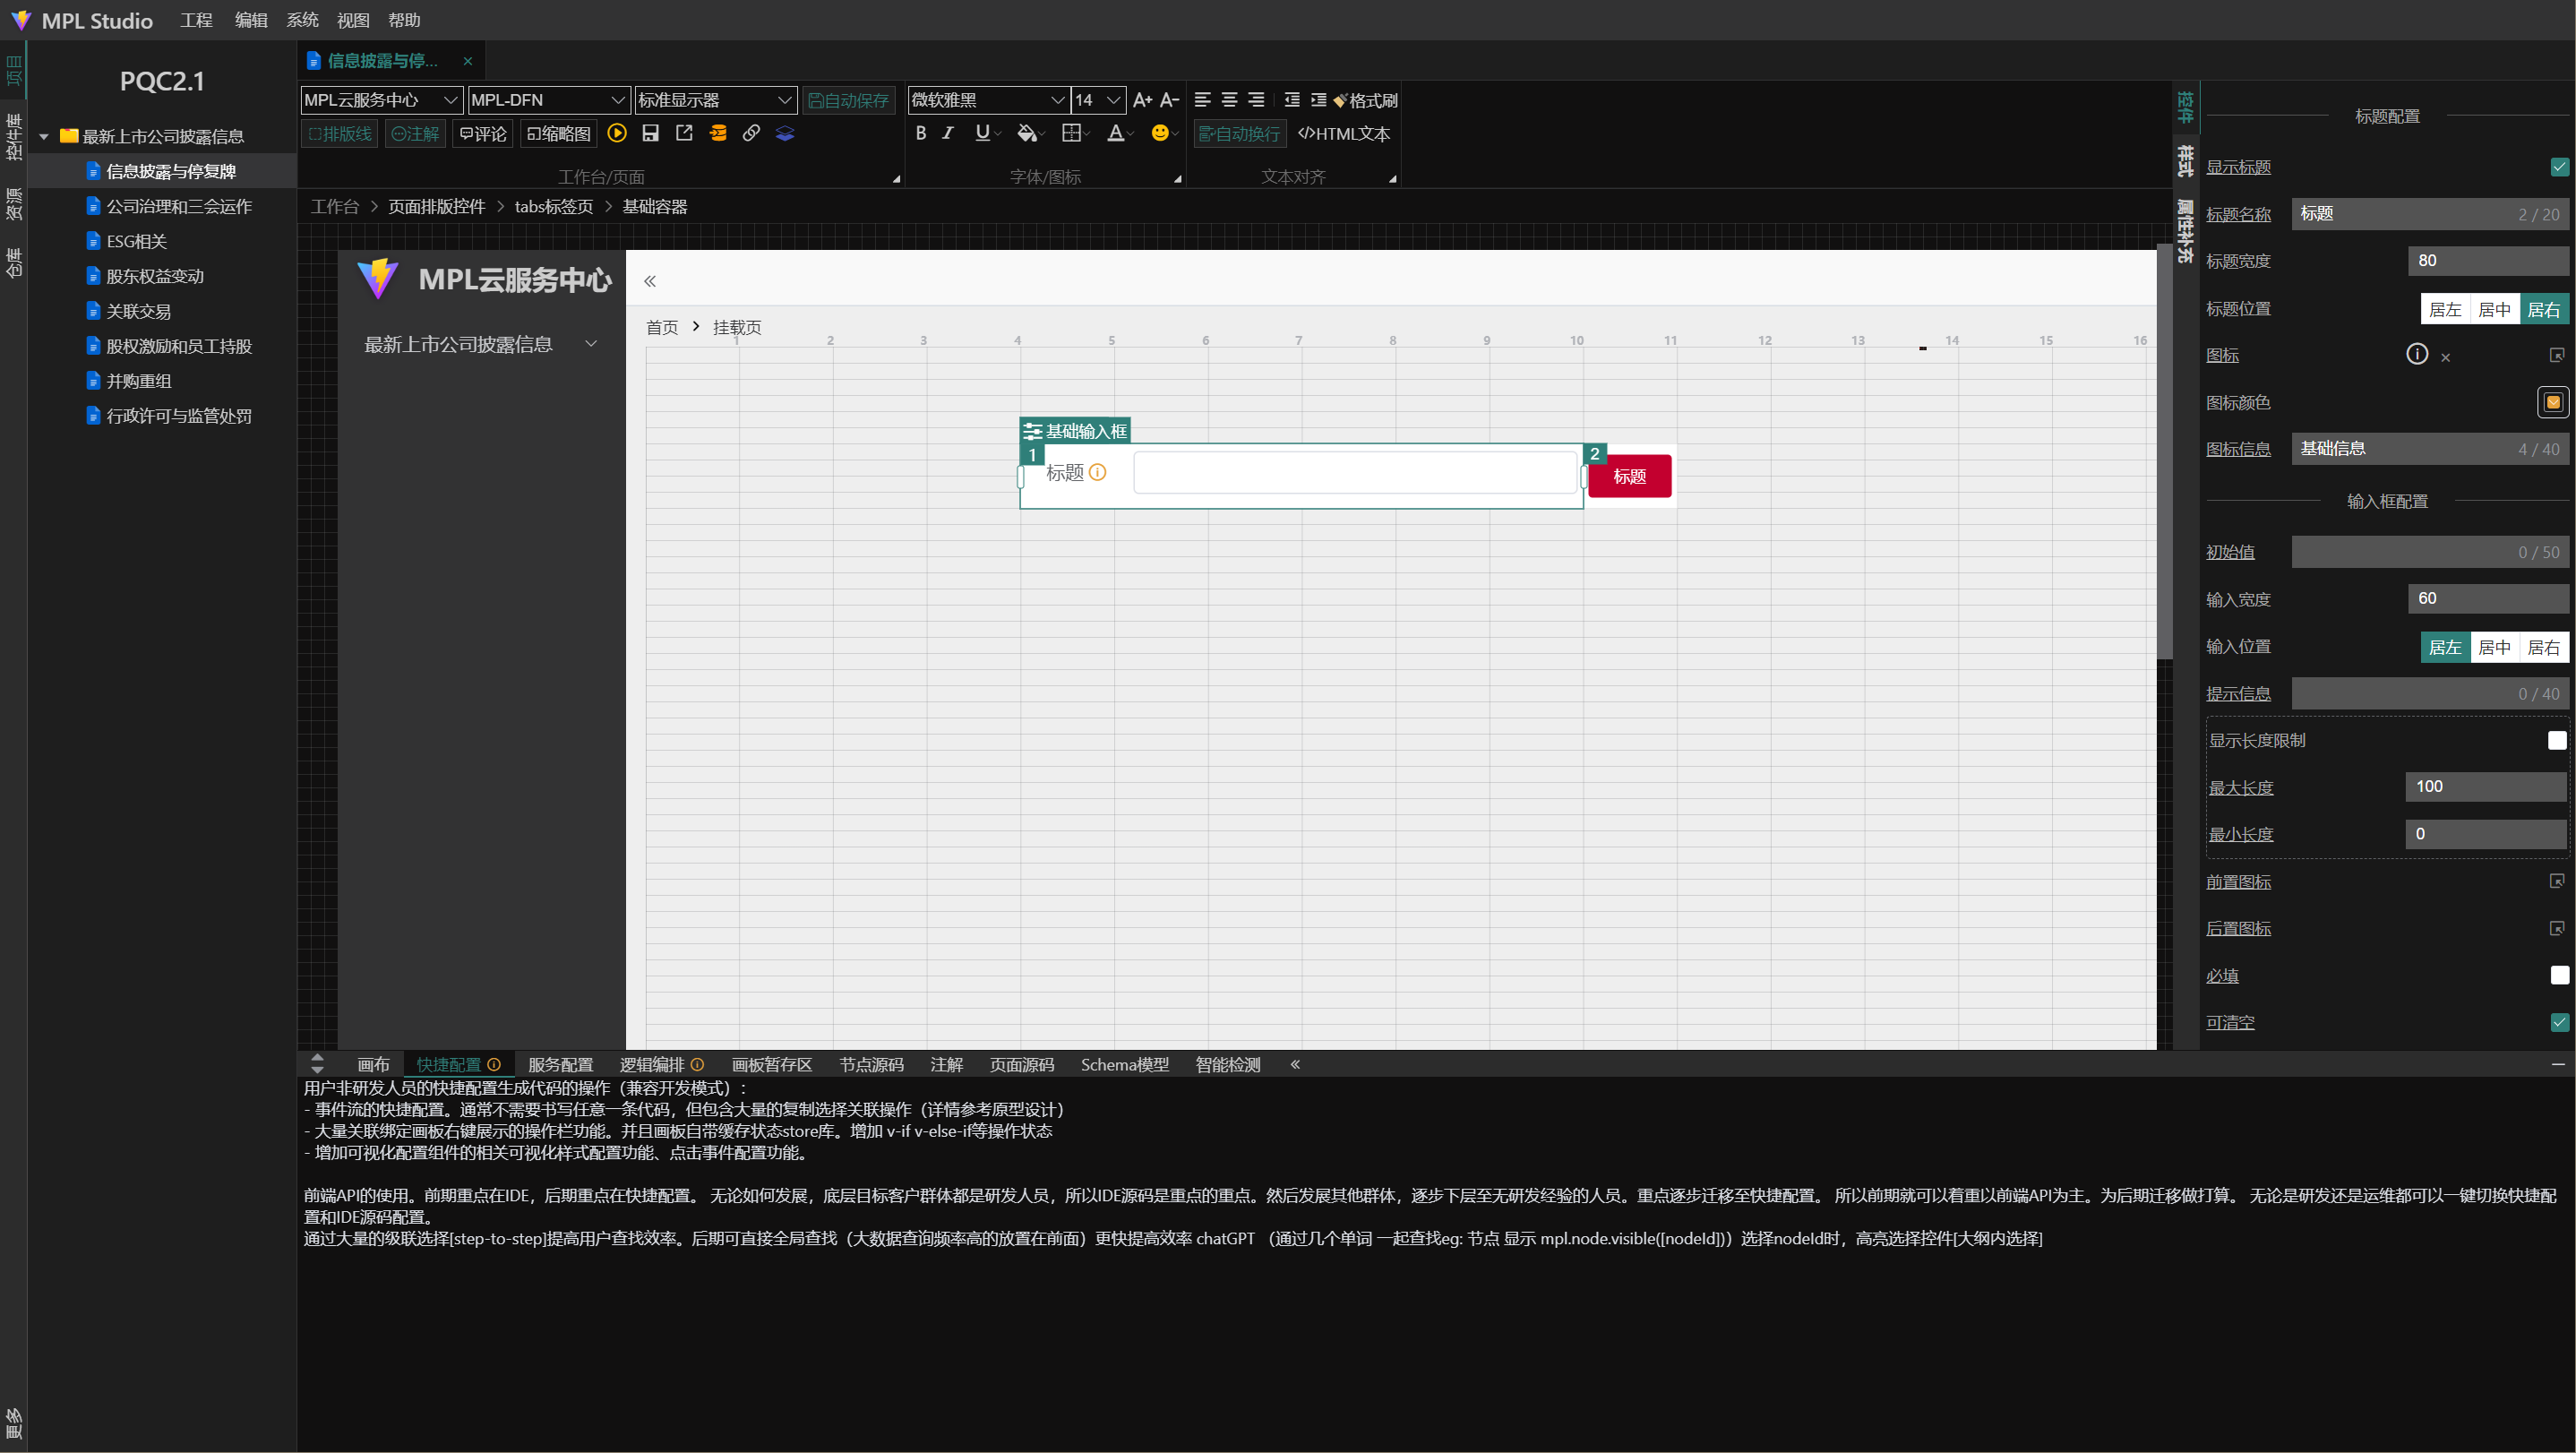 MPL Studio 工程 编辑 系统 视图 帮助
项目
控件库
资源
仓库
更多
PQC2.1
最新上市公司披露信息
信息披露与停复牌
公司治理和三会运作
ESG相关
股东权益变动
关联交易
股权激励和员工持股
并购重组
行政许可与监管处罚
信息披露与停... ×
MPL云服务中心 MPL-DFN 标准显示器 自动保存
排版线 注解 评论 缩略图
工作台/页面
微软雅黑 14 A+ A-
B I U A
字体/图标
格式刷
自动换行 </>HTML文本
文本对齐
工作台 > 页面排版控件 > tabs标签页 > 基础容器
MPL云服务中心
最新上市公司披露信息
«
首页 > 挂载页
1 2 3 4 5 6 7 8 9 10 11 12 13 14 15 16
基础输入框
1 标题
2 标题
控件
样式
属性补充
标题配置
显示标题
标题名称 标题 2 / 20
标题宽度 80
标题位置 居左 居中 居右
图标 ×
图标颜色
图标信息 基础信息 4 / 40
输入框配置
初始值 0 / 50
输入宽度 60
输入位置 居左 居中 居右
提示信息 0 / 40
显示长度限制
最大长度 100
最小长度 0
前置图标
后置图标
必填
可清空
画布 快捷配置 服务配置 逻辑编排 画板暂存区 节点源码 注解 页面源码 Schema模型 智能检测 «
用户非研发人员的快捷配置生成代码的操作（兼容开发模式）：
- 事件流的快捷配置。通常不需要书写任意一条代码，但包含大量的复制选择关联操作（详情参考原型设计）
- 大量关联绑定画板右键展示的操作栏功能。并且画板自带缓存状态store库。增加 v-if v-else-if等操作状态
- 增加可视化配置组件的相关可视化样式配置功能、点击事件配置功能。
前端API的使用。前期重点在IDE，后期重点在快捷配置。 无论如何发展，底层目标客户群体都是研发人员，所以IDE源码是重点的重点。然后发展其他群体，逐步下层至无研发经验的人员。重点逐步迁移至快捷配置。 所以前期就可以着重以前端API为主。为后期迁移做打算。 无论是研发还是运维都可以一键切换快捷配
置和IDE源码配置。
通过大量的级联选择[step-to-step]提高用户查找效率。后期可直接全局查找（大数据查询频率高的放置在前面）更快提高效率 chatGPT （通过几个单词 一起查找eg: 节点 显示 mpl.node.visible([nodeId])）选择nodeId时，高亮选择控件[大纲内选择]